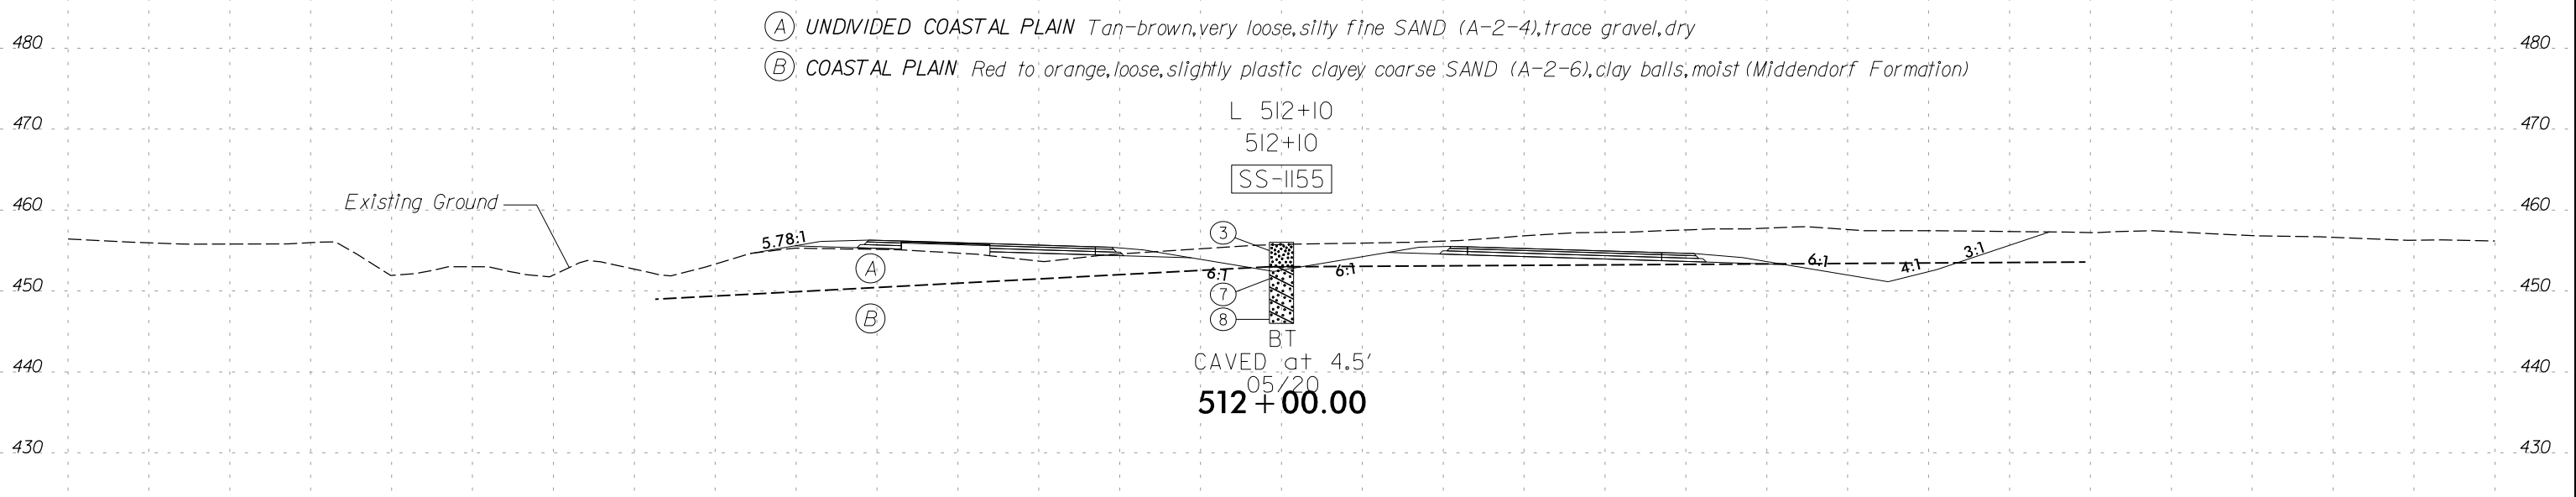 Ⓐ UNDIVIDED COASTAL PLAIN Tan-brown, very loose, silty fine SAND (A-2-4), trace gravel, dry
480 480
Ⓑ COASTAL PLAIN Red to orange, loose, slightly plastic clayey coarse SAND (A-2-6), clay balls, moist (Middendorf Formation)
L 512+10
470 470
512+10
SS-1155
Existing Ground
460 460
3
5.78:1
A
6:1 6:1 6:1 4:1 3:1
450 450
7
B
8
BT
CAVED at 4.5'
440 440
05/20
512+00.00
430 430